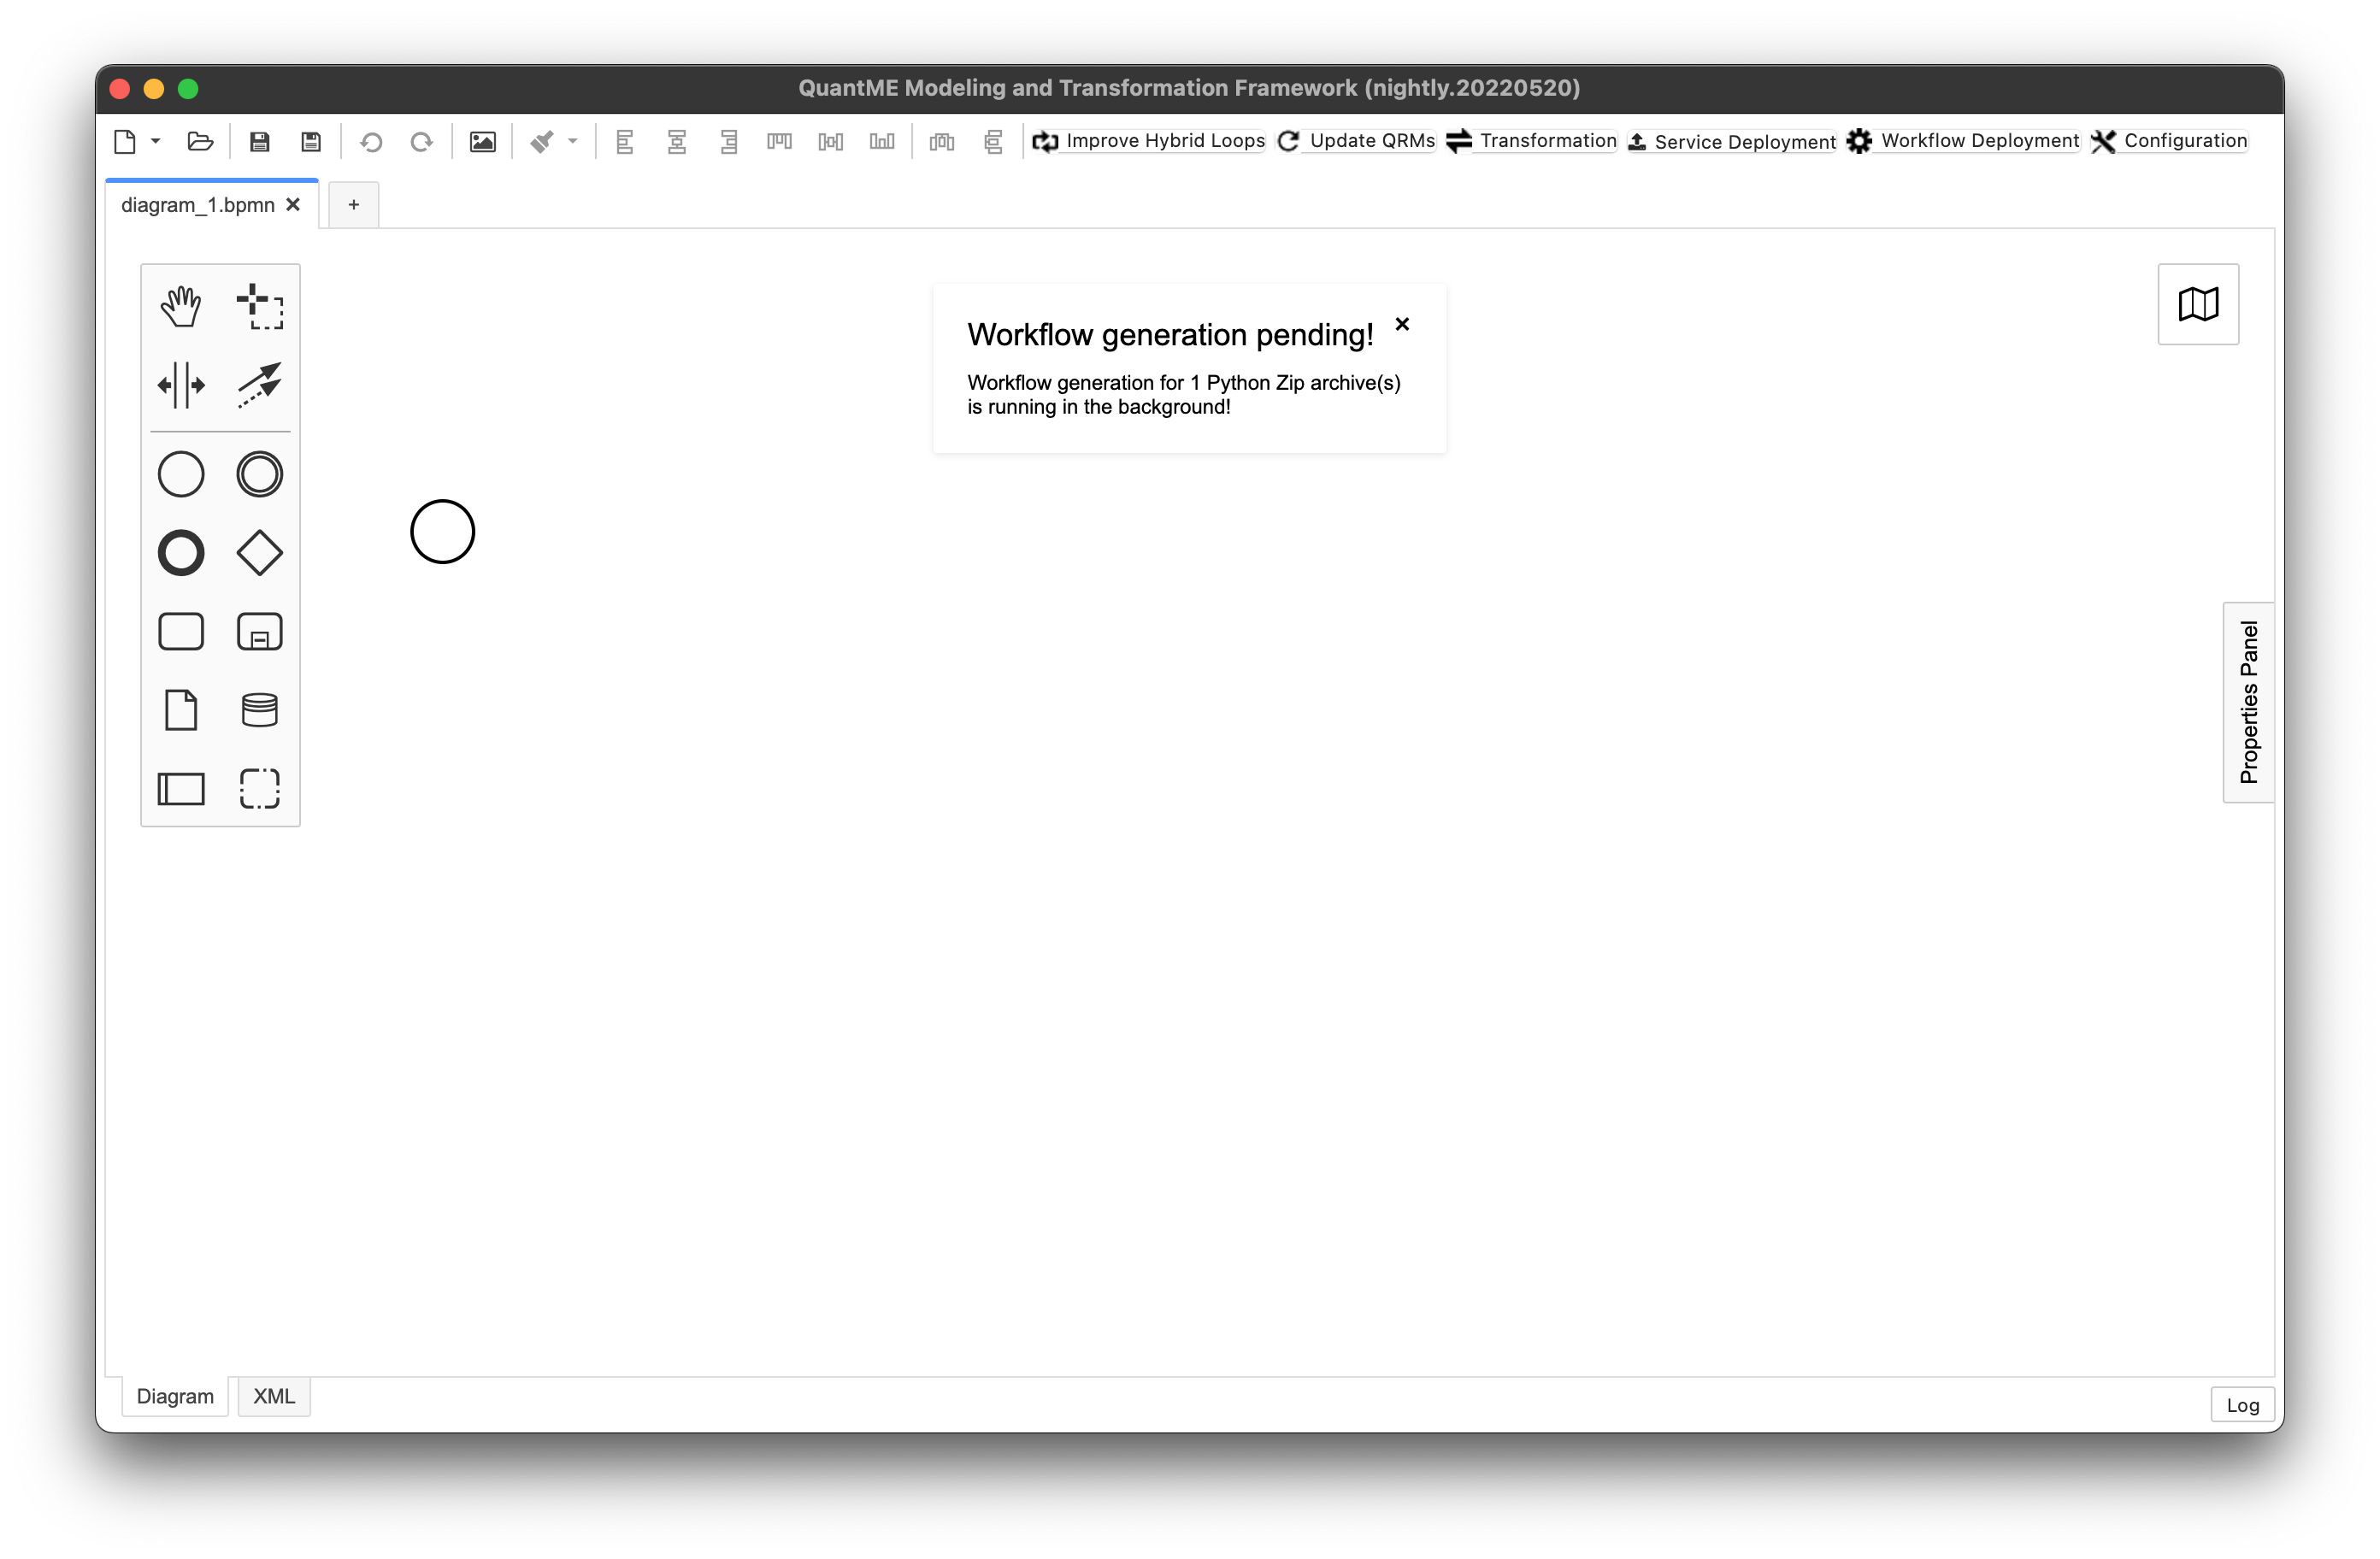 QuantME Modeling and Transformation Framework (nightly.20220520)
Improve Hybrid Loops
Update QRMs
Transformation
Service Deployment
Workflow Deployment
Configuration
diagram_1.bpmn
+
Workflow generation pending!
Workflow generation for 1 Python Zip archive(s)
is running in the background!
Properties Panel
Diagram
XML
Log